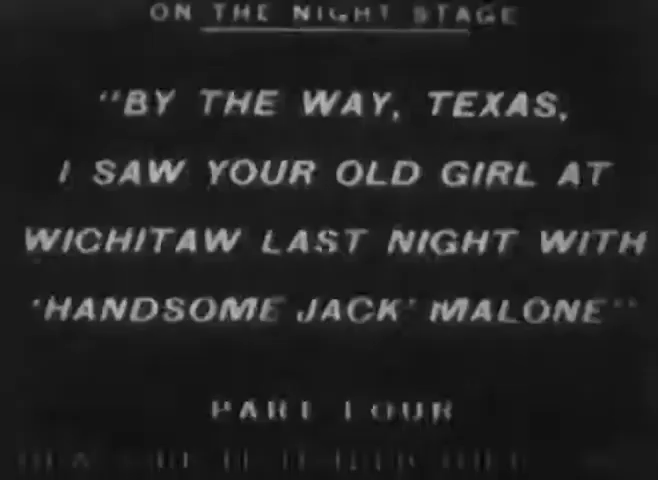 ON THE NIGHT STAGE
"BY THE WAY, TEXAS,
I SAW YOUR OLD GIRL AT
WICHITAW LAST NIGHT WITH
'HANDSOME JACK' MALONE"
PART FOUR